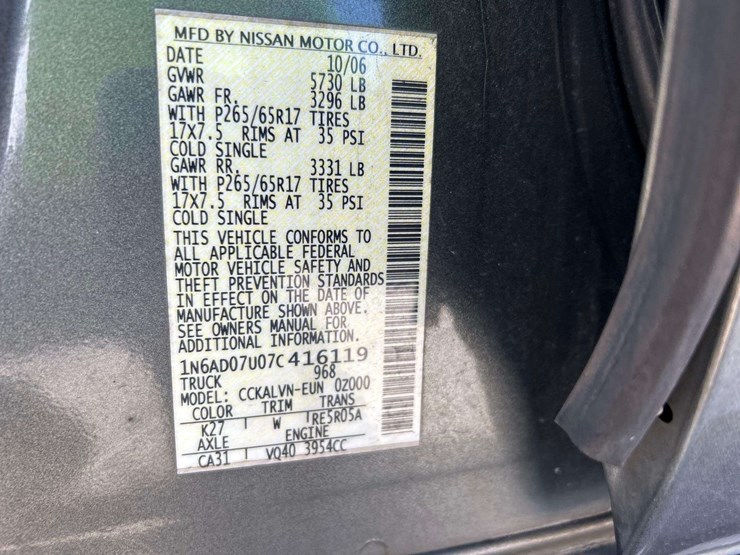 MFD BY NISSAN MOTOR CO., LTD.
DATE 10/06
GVWR 5730 LB
GAWR FR. 3296 LB
WITH P265/65R17 TIRES
17X7.5 RIMS AT 35 PSI
COLD SINGLE
GAWR RR. 3331 LB
WITH P265/65R17 TIRES
17X7.5 RIMS AT 35 PSI
COLD SINGLE
THIS VEHICLE CONFORMS TO
ALL APPLICABLE FEDERAL
MOTOR VEHICLE SAFETY AND
THEFT PREVENTION STANDARDS
IN EFFECT ON THE DATE OF
MANUFACTURE SHOWN ABOVE.
SEE OWNERS MANUAL FOR
ADDITIONAL INFORMATION.
1N6AD07U07C416119
TRUCK 968
MODEL: CCKALVN-EUN 0Z000
COLOR TRIM TRANS
K27 W RE5R05A
AXLE ENGINE
CA31 VQ40 3954CC